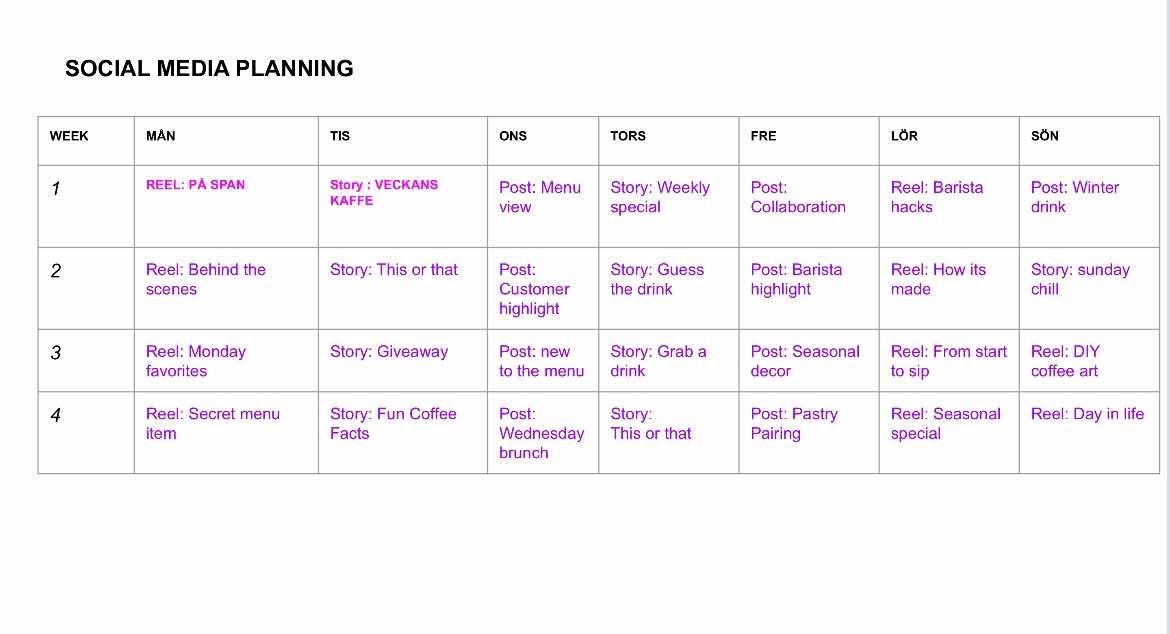 SOCIAL MEDIA PLANNING
WEEK MÅN TIS ONS TORS FRE LÖR SÖN
1
REEL: PÅ SPAN
Story : VECKANS
KAFFE
Post: Menu
view
Story: Weekly
special
Post:
Collaboration
Reel: Barista
hacks
Post: Winter
drink
2
Reel: Behind the
scenes
Story: This or that
Post:
Customer
highlight
Story: Guess
the drink
Post: Barista
highlight
Reel: How its
made
Story: sunday
chill
3
Reel: Monday
favorites
Story: Giveaway
Post: new
to the menu
Story: Grab a
drink
Post: Seasonal
decor
Reel: From start
to sip
Reel: DIY
coffee art
4
Reel: Secret menu
item
Story: Fun Coffee
Facts
Post:
Wednesday
brunch
Story:
This or that
Post: Pastry
Pairing
Reel: Seasonal
special
Reel: Day in life